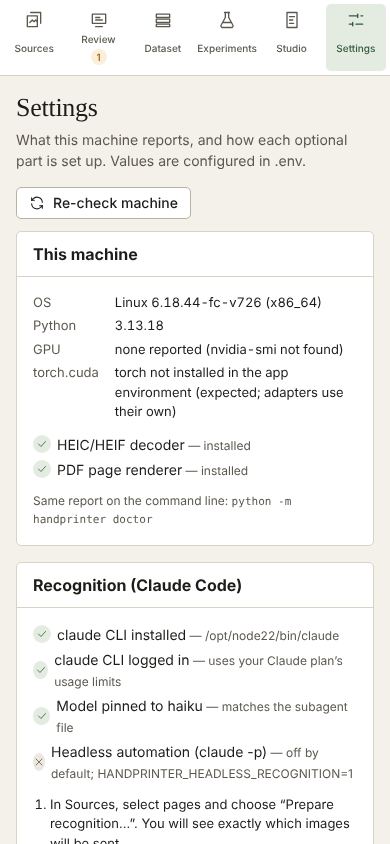 Sources
Review
1
Dataset
Experiments
Studio
Settings
Settings
What this machine reports, and how each optional
part is set up. Values are configured in .env.
Re-check machine
This machine
OS Linux 6.18.44-fc-v726 (x86_64)
Python 3.13.18
GPU none reported (nvidia-smi not found)
torch.cuda torch not installed in the app
environment (expected; adapters use
their own)
HEIC/HEIF decoder — installed
PDF page renderer — installed
Same report on the command line: python -m
handprinter doctor
Recognition (Claude Code)
claude CLI installed — /opt/node22/bin/claude
claude CLI logged in — uses your Claude plan’s
usage limits
Model pinned to haiku — matches the subagent
file
Headless automation (claude -p) — off by
default; HANDPRINTER_HEADLESS_RECOGNITION=1
1. In Sources, select pages and choose “Prepare
recognition…”. You will see exactly which images
will be sent.